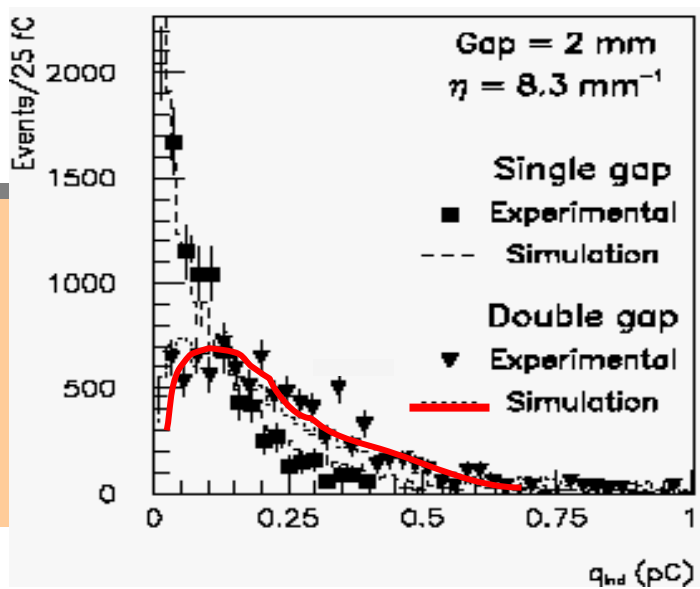 Events/25 fC
Gap = 2 mm
η = 8.3 mm⁻¹
Single gap
Experimental
Simulation
Double gap
Experimental
Simulation
2000
1500
1000
500
0
0 0.25 0.5 0.75 1
q_ind (pC)